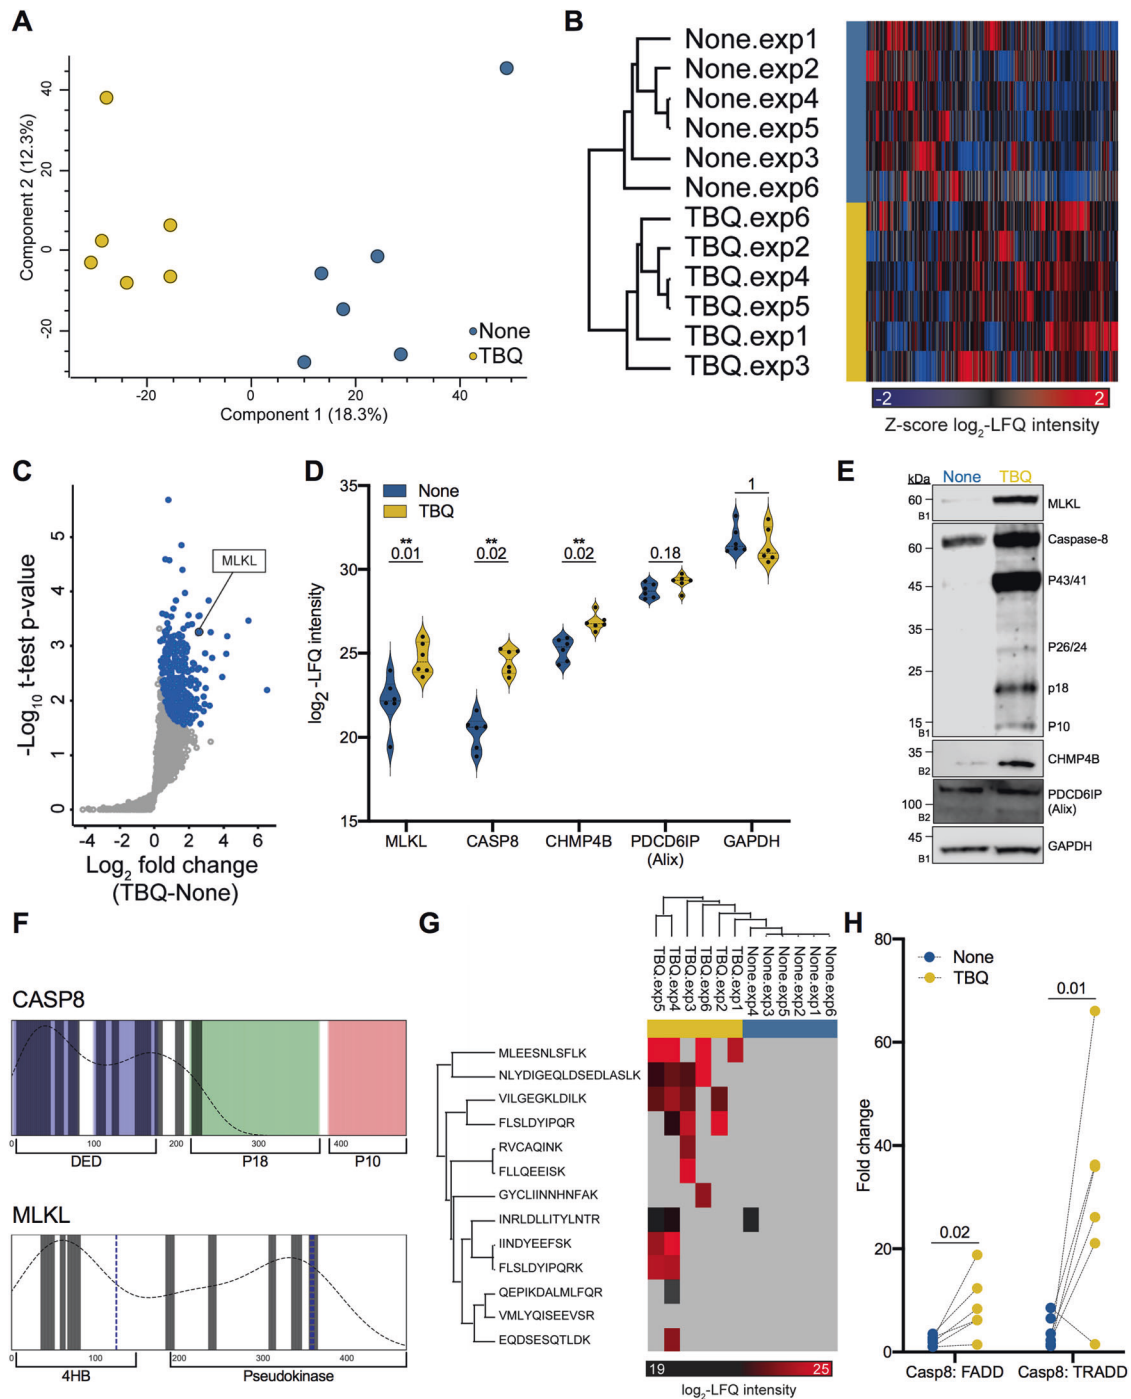 A
Component 2 (12.3%)
40
20
0
-20
None
TBQ
-20
0
20
40
Component 1 (18.3%)
B
None.exp1
None.exp2
None.exp4
None.exp5
None.exp3
None.exp6
TBQ.exp6
TBQ.exp2
TBQ.exp4
TBQ.exp5
TBQ.exp1
TBQ.exp3
-2
2
Z-score log2-LFQ intensity
C
-Log10 t-test p-value
5
4
3
2
1
0
MLKL
-4
-2
0
2
4
6
Log2 fold change
(TBQ-None)
D
log2 -LFQ intensity
35
30
25
20
15
None
TBQ
**
0.01
**
0.02
**
0.02
0.18
1
MLKL
CASP8
CHMP4B
PDCD6IP
(Alix)
GAPDH
E
kDa
None
TBQ
60
B1
MLKL
60
45
35
25
15
B1
Caspase-8
P43/41
P26/24
p18
P10
35
B2
CHMP4B
100
B2
PDCD6IP
(Alix)
45
B1
GAPDH
F
CASP8
0
100
200
300
400
DED
P18
P10
MLKL
0
100
200
300
400
4HB
Pseudokinase
G
TBQ.exp5
TBQ.exp4
TBQ.exp3
TBQ.exp6
TBQ.exp2
TBQ.exp1
None.exp4
None.exp3
None.exp5
None.exp2
None.exp1
None.exp6
MLEESNLSFLK
NLYDIGEQLDSEDLASLK
VILGEGKLDILK
FLSLDYIPQR
RVCAQINK
FLLQEEISK
GYCLIINNHNFAK
INRLDLLITYLNTR
IINDYEEFSK
FLSLDYIPQRK
QEPIKDALMLFQR
VMLYQISEEVSR
EQDSESQTLDK
19
25
log2-LFQ intensity
H
Fold change
80
60
40
20
0
None
TBQ
0.02
0.01
Casp8: FADD
Casp8: TRADD